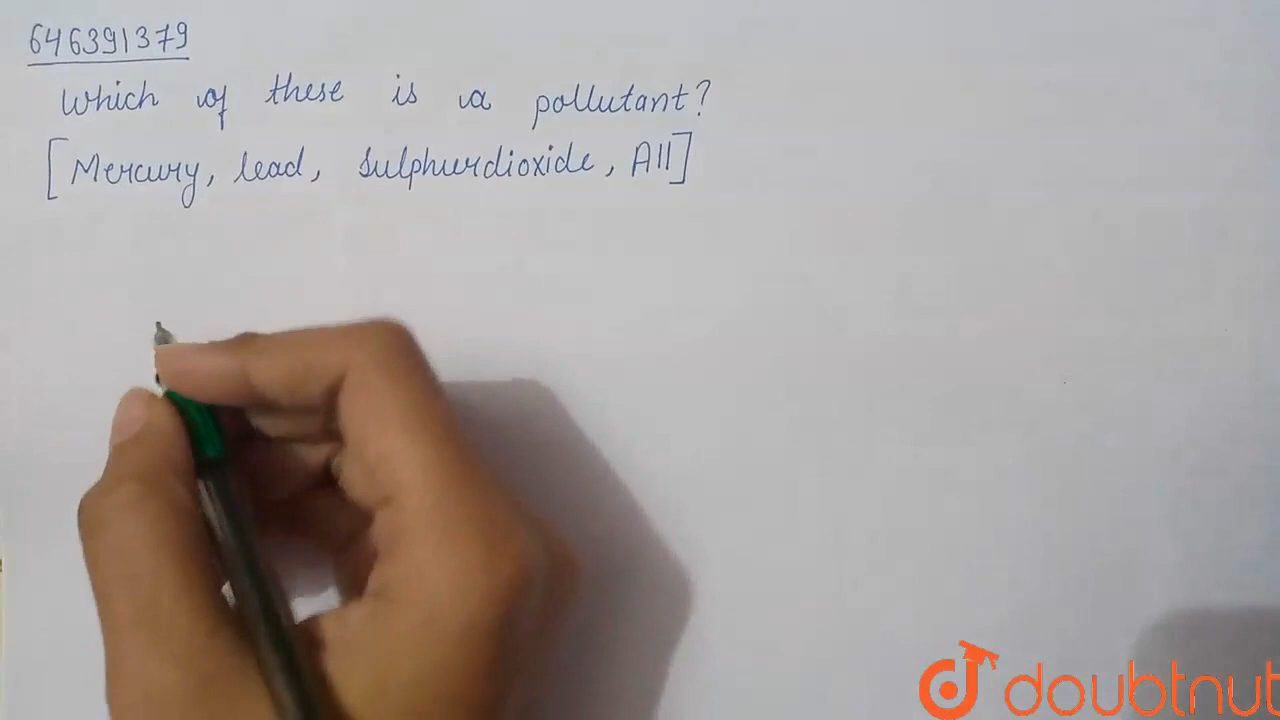 646391379
Which of these is a pollutant?
[Mercury, lead, Sulphurdioxide, All]
doubtnut